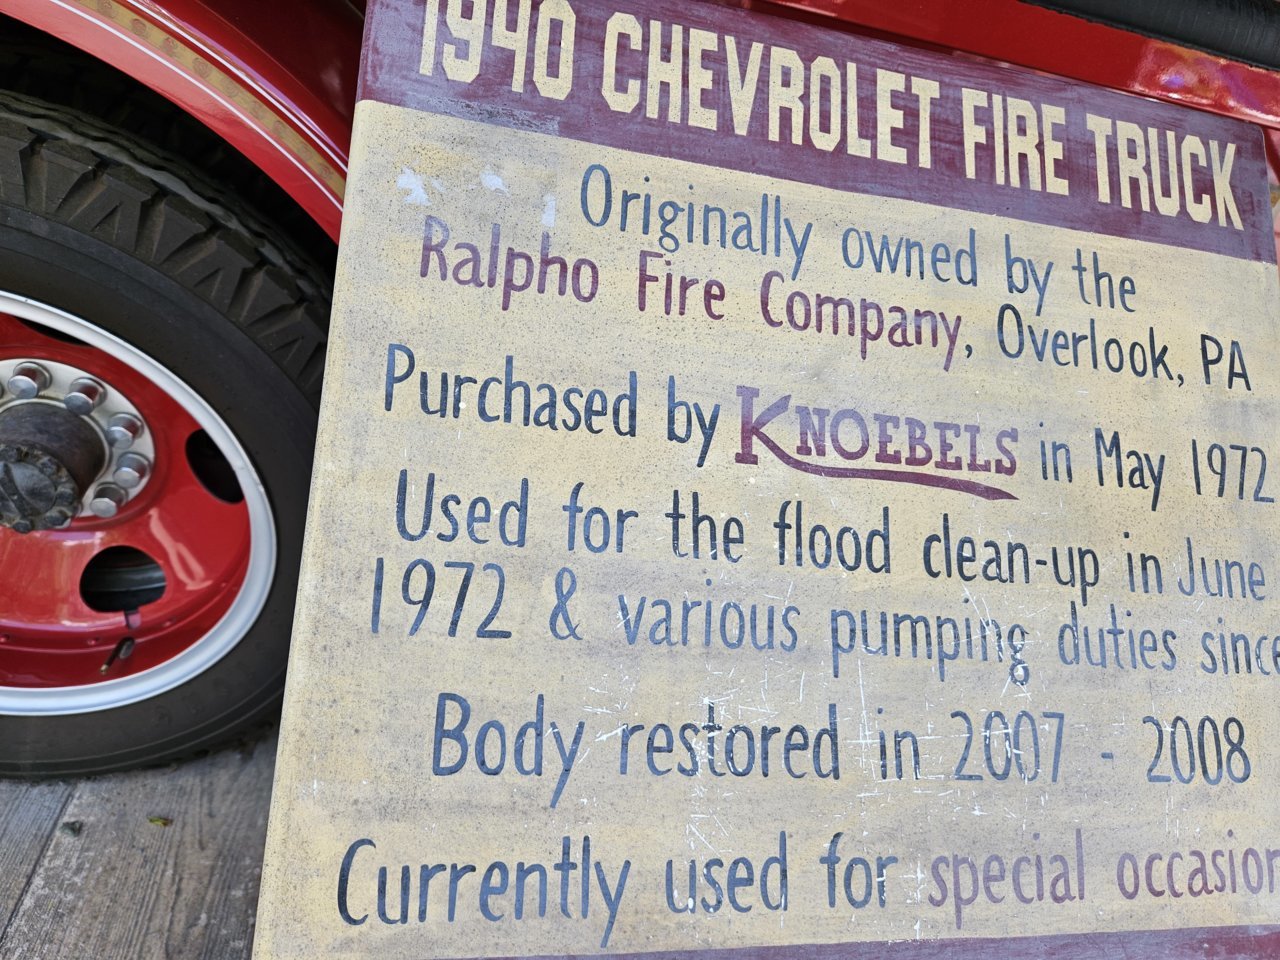 1940 CHEVROLET FIRE TRUCK
Originally owned by the
Ralpho Fire Company, Overlook, PA
Purchased by KNOEBELS in May 1972
Used for the flood clean-up in June
1972 & various pumping duties since
Body restored in 2007 - 2008
Currently used for special occasion